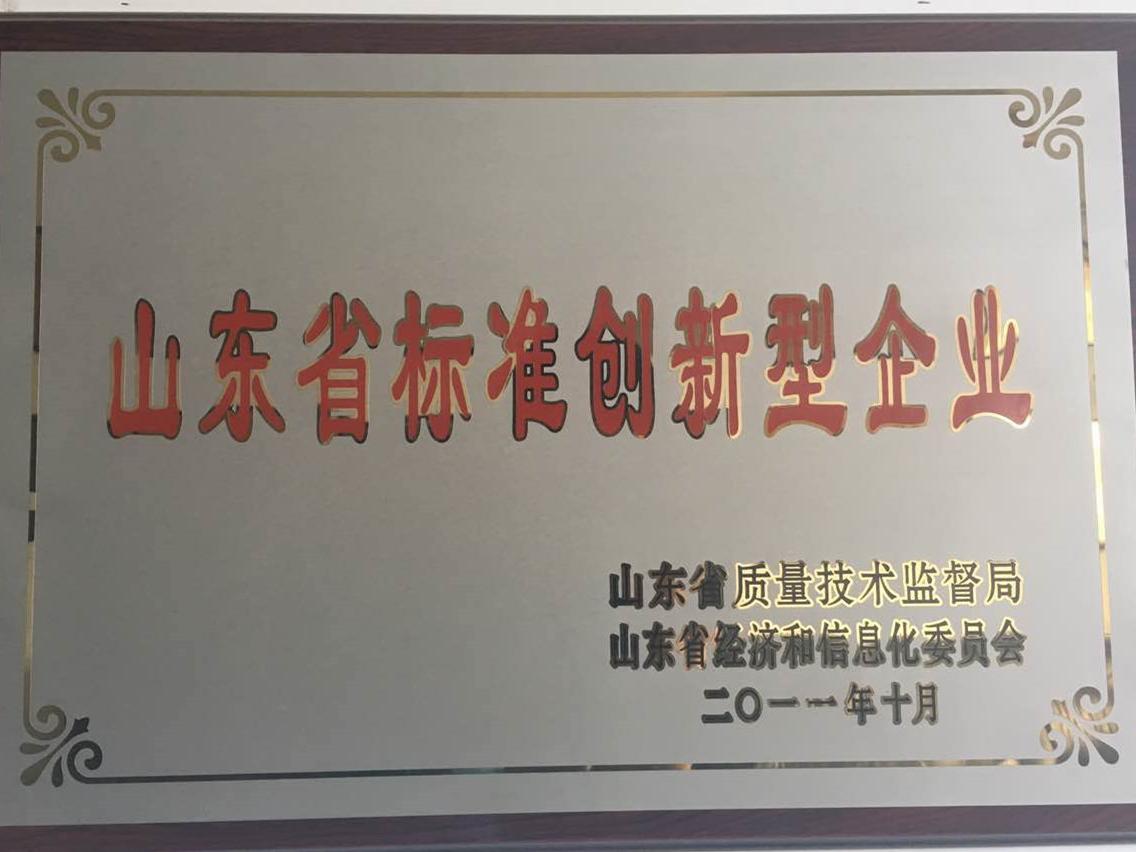 山东省标准创新型企业
山东省质量技术监督局
山东省经济和信息化委员会
二〇一一年十月